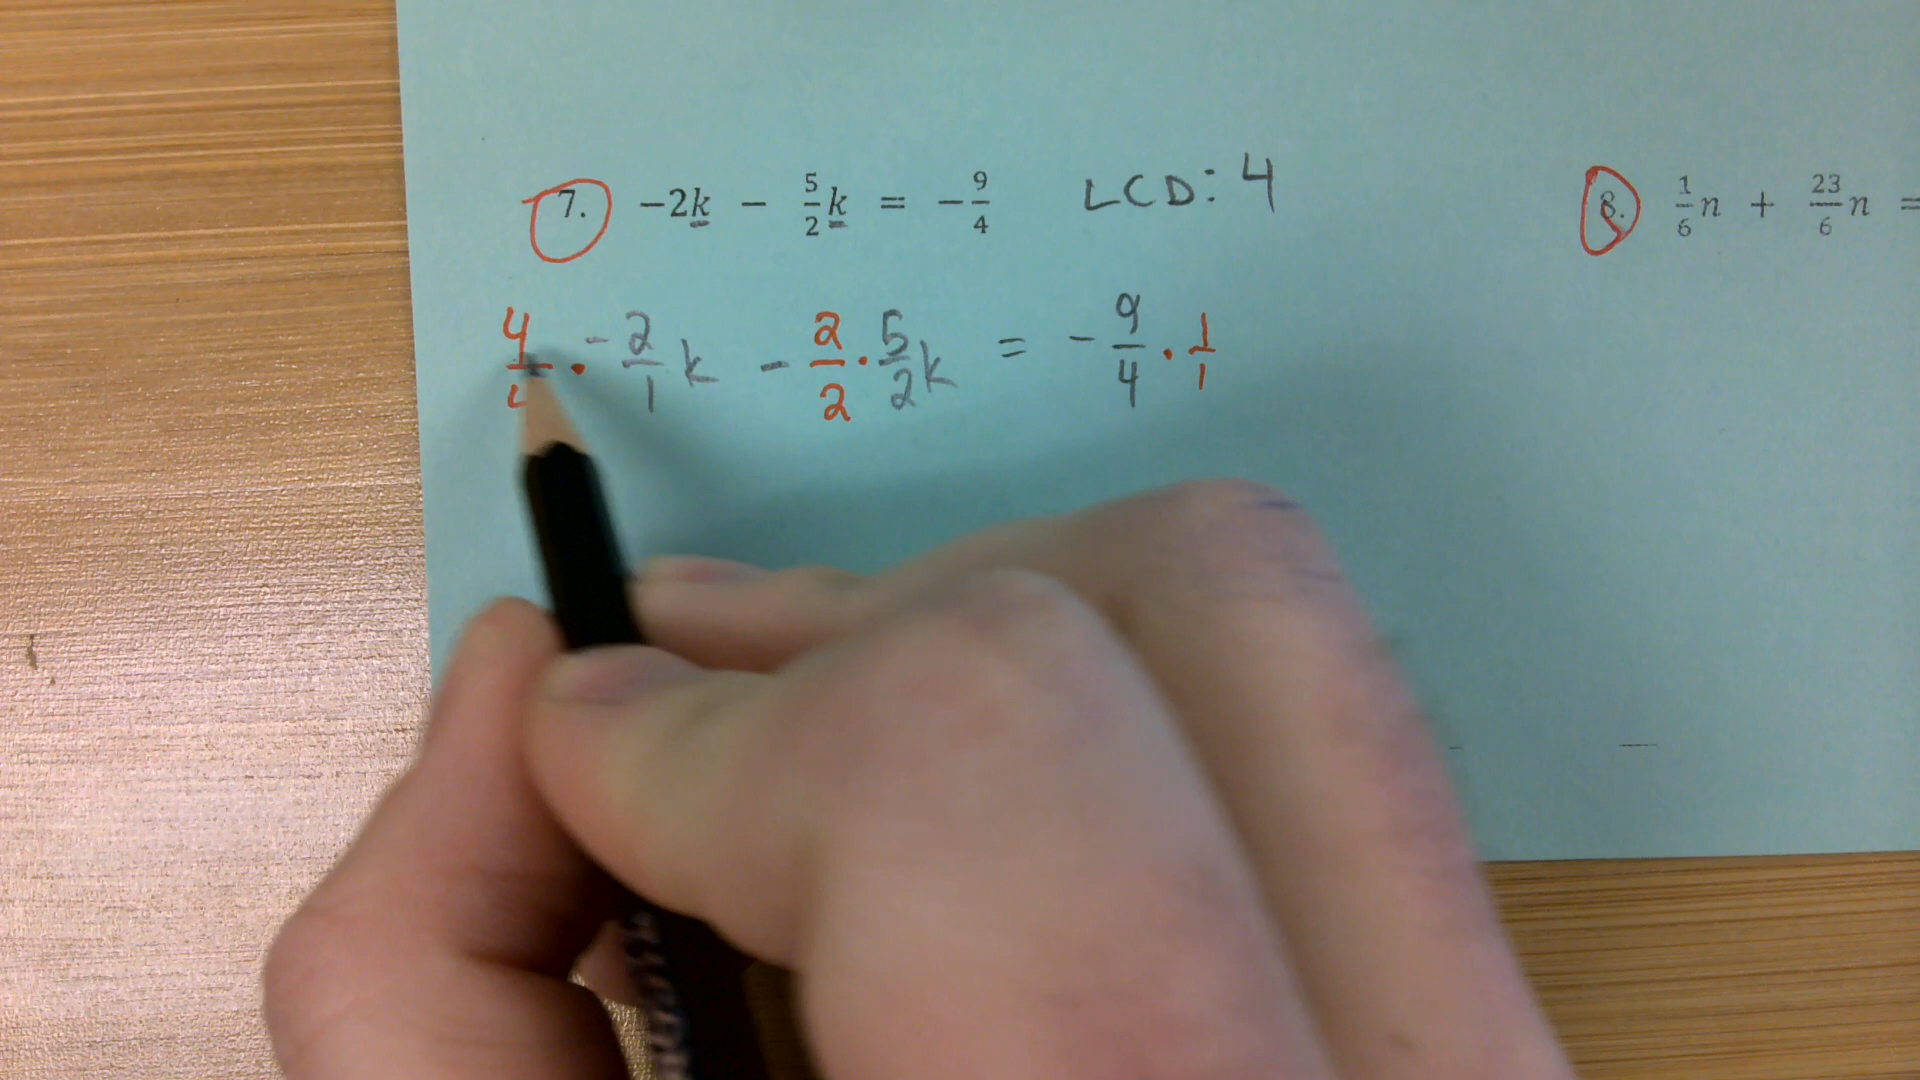 7. −2k − 5/2 k = − 9/4 LCD: 4
8. 1/6 n + 23/6 n =
4/4 · -2/1 k - 2/2 · 5/2 k = - 9/4 · 1/1